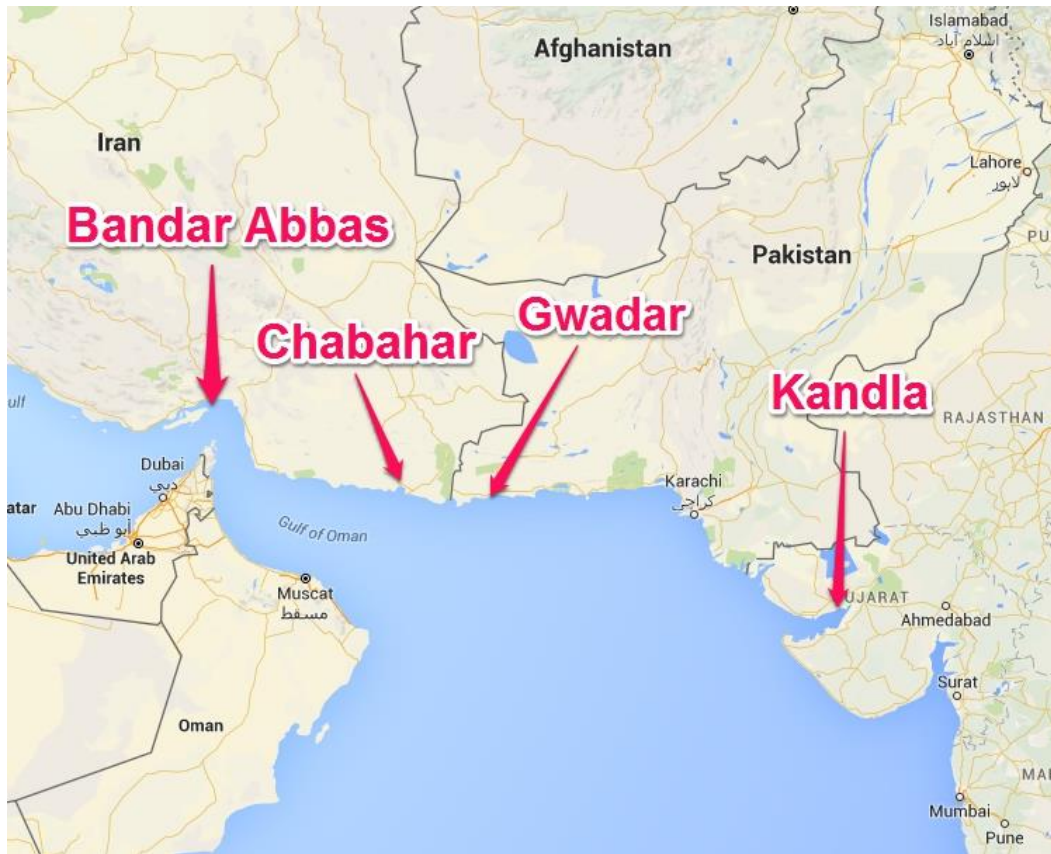 Islamabad
اسلام آباد
Afghanistan
Iran
Lahore
لاہور
Bandar Abbas
PU
Pakistan
Gwadar
Chabahar
Kandla
ulf
RAJASTHAN
Dubai
دبي
Karachi
کراچی
atar
Abu Dhabi
أبو ظبي
Gulf of Oman
United Arab
Emirates
Muscat
مسقط
UJARAT
Ahmedabad
Surat
Oman
MA
Mumbai
Pune